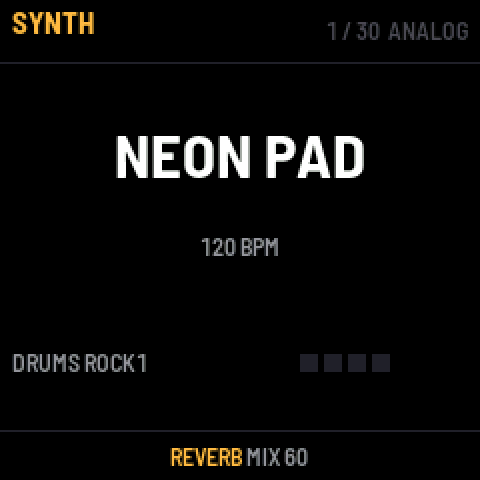 SYNTH
1 / 30 ANALOG
NEON PAD
120 BPM
DRUMS ROCK 1
REVERB MIX 60